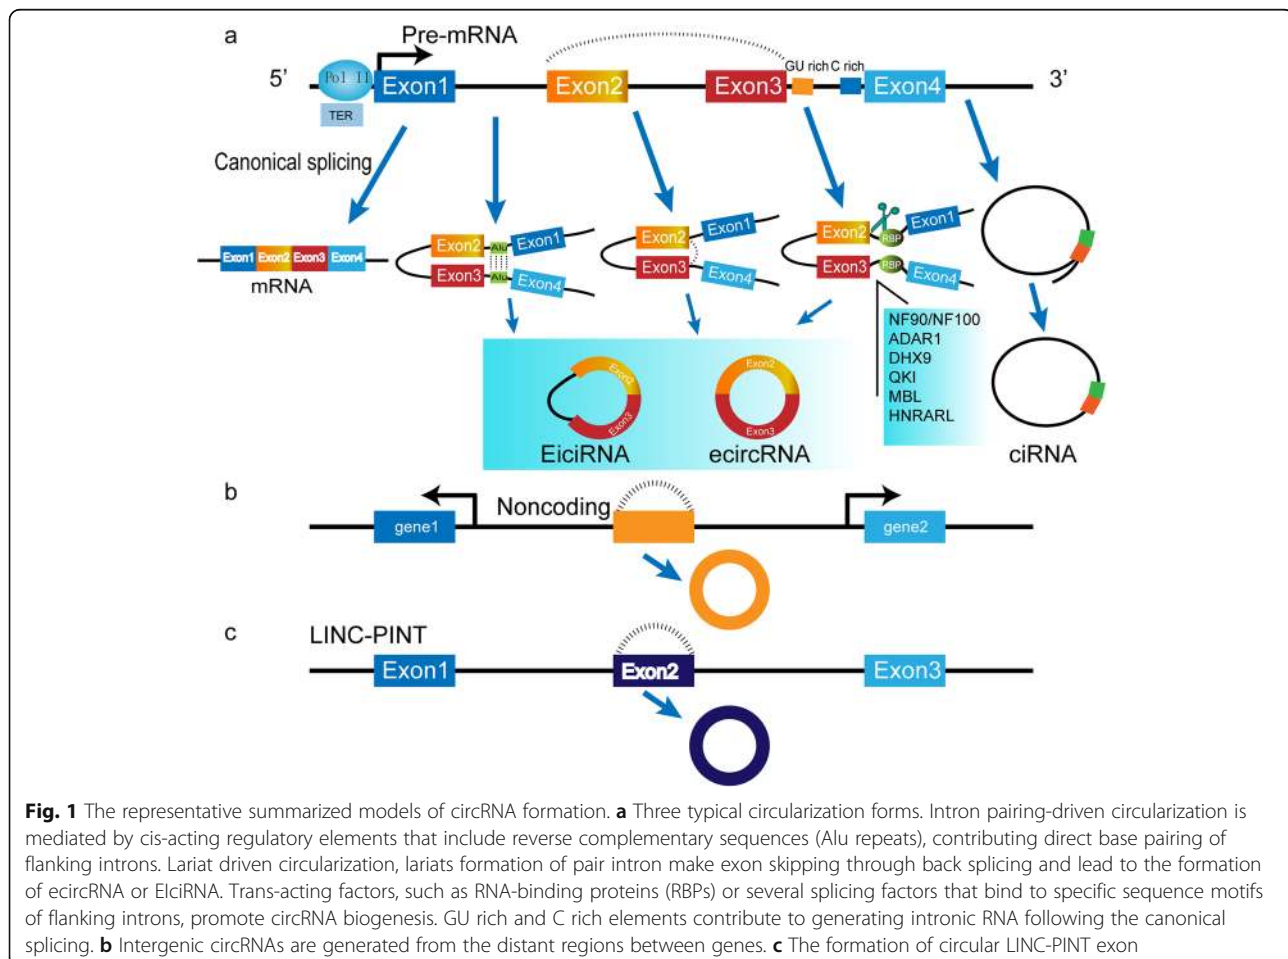 a
Pre-mRNA
GU rich C rich
5’
Pol II
Exon1
Exon2
Exon3
Exon4
3’
TER
Canonical splicing
Exon1 Exon2 Exon3 Exon4
mRNA
Exon2
Alu
Exon1
Exon3
Alu
Exon4
Exon2
Exon1
Exon3
Exon4
Exon2
RBP
Exon1
Exon3
RBP
Exon4
NF90/NF100
ADAR1
DHX9
QKI
MBL
HNRARL
Exon2
Exon3
EiciRNA
Exon2
Exon3
ecircRNA
ciRNA
b
Noncoding
gene1
gene2
c
LINC-PINT
Exon1
Exon2
Exon3
Fig. 1 The representative summarized models of circRNA formation. a Three typical circularization forms. Intron pairing-driven circularization is
mediated by cis-acting regulatory elements that include reverse complementary sequences (Alu repeats), contributing direct base pairing of
flanking introns. Lariat driven circularization, lariats formation of pair intron make exon skipping through back splicing and lead to the formation
of ecircRNA or EIciRNA. Trans-acting factors, such as RNA-binding proteins (RBPs) or several splicing factors that bind to specific sequence motifs
of flanking introns, promote circRNA biogenesis. GU rich and C rich elements contribute to generating intronic RNA following the canonical
splicing. b Intergenic circRNAs are generated from the distant regions between genes. c The formation of circular LINC-PINT exon